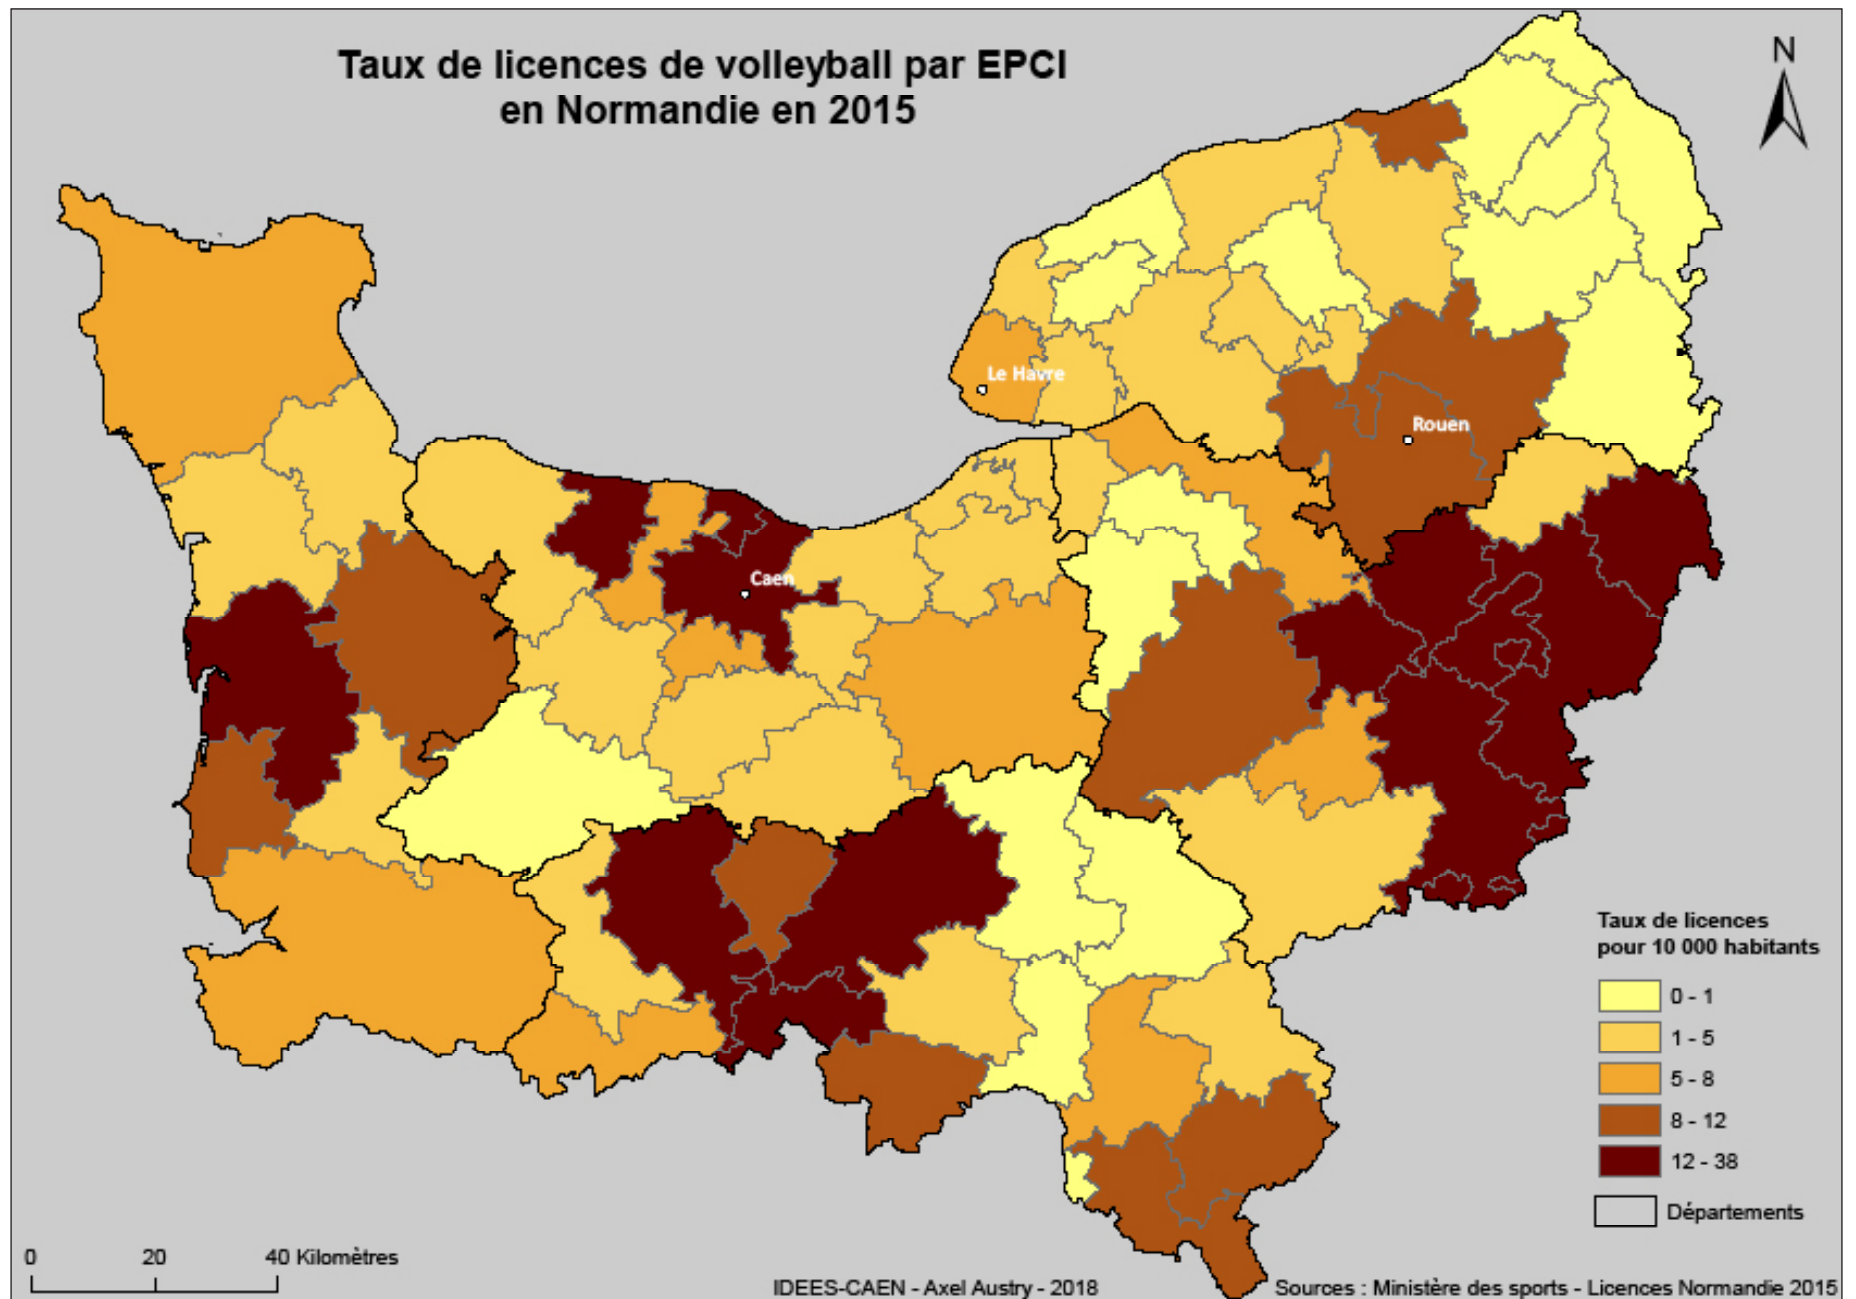 Taux de licences de volleyball par EPCI
en Normandie en 2015
N
Le Havre
Rouen
Caen
Taux de licences
pour 10 000 habitants
0 - 1
1 - 5
5 - 8
8 - 12
12 - 38
Départements
0 20 40 Kilomètres
IDEES-CAEN - Axel Austry - 2018
Sources : Ministère des sports - Licences Normandie 2015